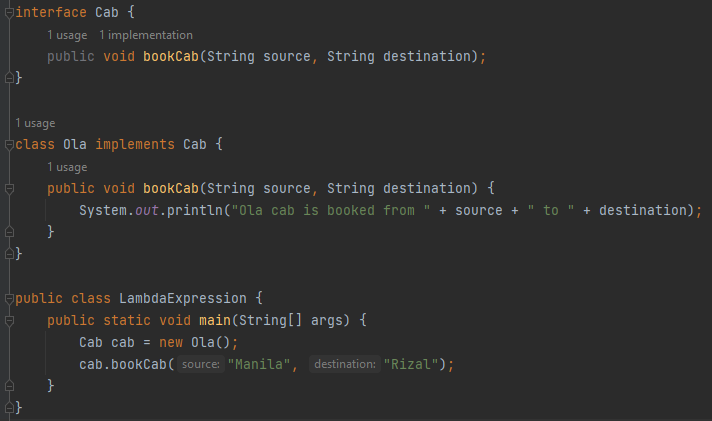 interface Cab {
1 usage 1 implementation
public void bookCab(String source, String destination);
}
1 usage
class Ola implements Cab {
1 usage
public void bookCab(String source, String destination) {
System.out.println("Ola cab is booked from " + source + " to " + destination);
}
}
public class LambdaExpression {
public static void main(String[] args) {
Cab cab = new Ola();
cab.bookCab( source: "Manila", destination: "Rizal");
}
}